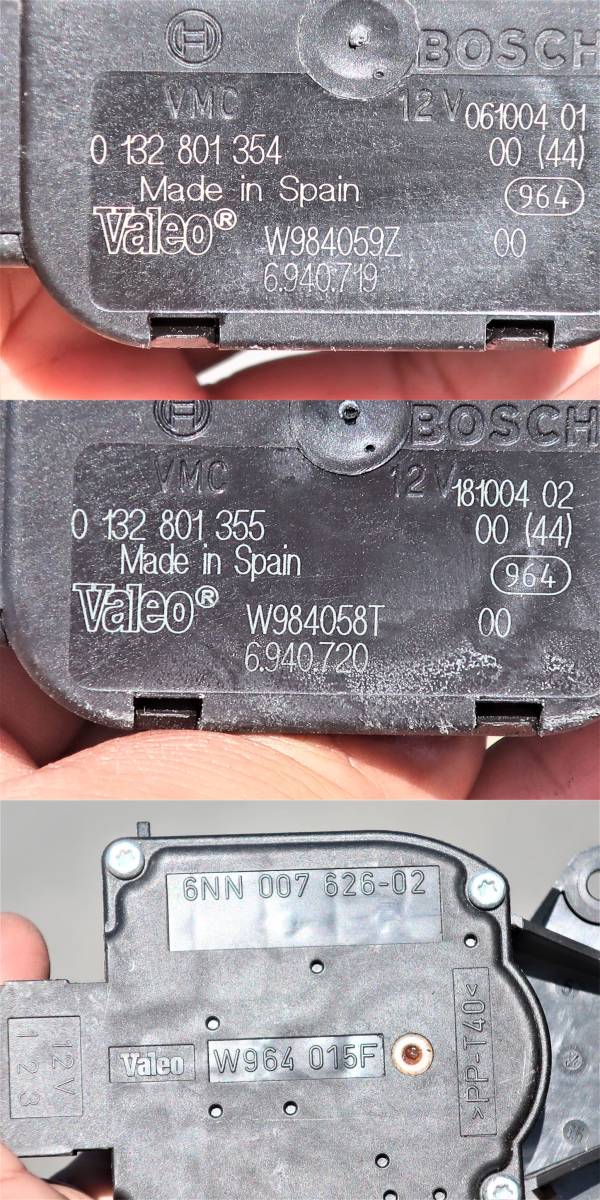 BOSCH
VMC 12V 061004 01
0 132 801 354 00 (44)
Made in Spain 964
Valeo® W984059Z 00
6.940.719
BOSCH
VMC 12V 181004 02
0 132 801 355 00 (44)
Made in Spain 964
Valeo® W984058T 00
6.940.720
6NN 007 626-02
12V
1 2 3
Valeo W964 015F
>PP-T40<